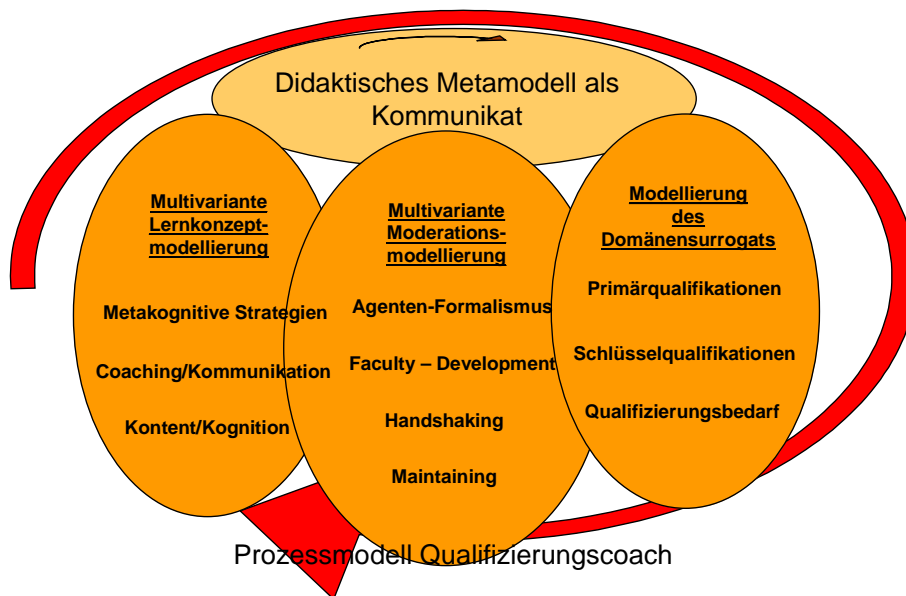 Didaktisches Metamodell als
Kommunikat
Multivariante
Lernkonzept-
modellierung
Metakognitive Strategien
Coaching/Kommunikation
Kontent/Kognition
Multivariante
Moderations-
modellierung
Agenten-Formalismus
Faculty – Development
Handshaking
Maintaining
Modellierung
des
Domänensurrogats
Primärqualifikationen
Schlüsselqualifikationen
Qualifizierungsbedarf
Prozessmodell Qualifizierungscoach